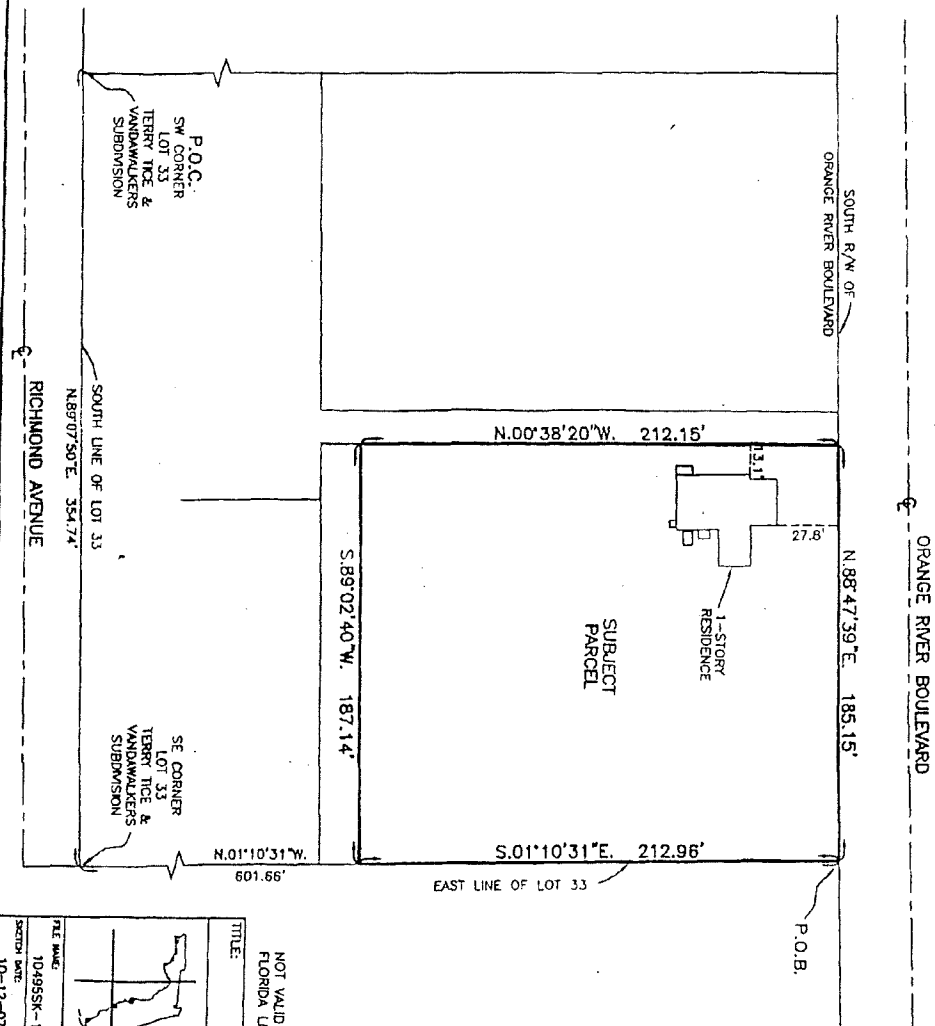 ORANGE RIVER BOULEVARD
SOUTH R/W OF
ORANGE RIVER BOULEVARD
N.88°47'39"E. 185.15'
P.O.B.
N.00°38'20"W. 212.15'
13.1'
27.8'
1-STORY
RESIDENCE
SUBJECT
PARCEL
S.01°10'31"E. 212.96'
EAST LINE OF LOT 33
S.89°02'40"W. 187.14'
P.O.C.
SW CORNER
LOT 33
TERRY TICE &
VANDAWALKERS
SUBDIVISION
SE CORNER
LOT 33
TERRY TICE &
VANDAWALKERS
SUBDIVISION
N.01°10'31"W.
601.66'
SOUTH LINE OF LOT 33
N.89°07'50"E. 354.74'
RICHMOND AVENUE
NOT VALID
FLORIDA
TITLE:
FILE NAME:
SKETCH DATE: